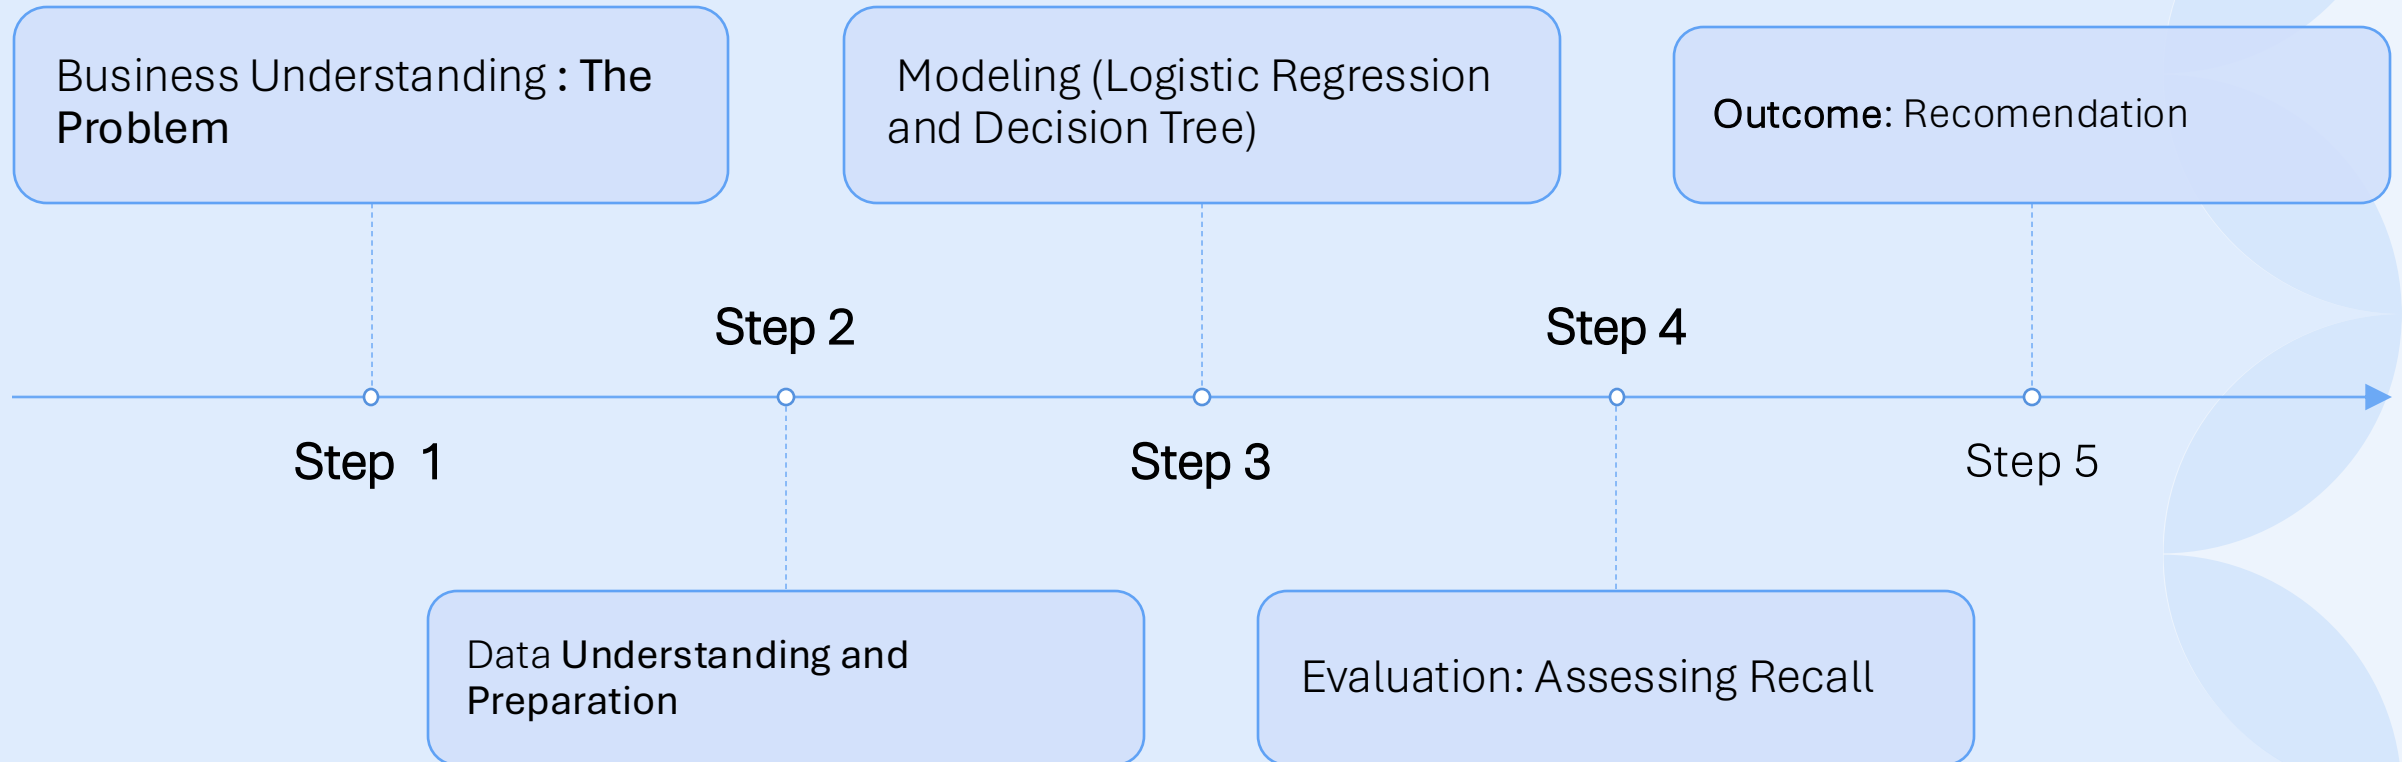 Business Understanding : The
Problem
Modeling (Logistic Regression
and Decision Tree)
Outcome: Recomendation
Step 2
Step 4
Step 1
Step 3
Step 5
Data Understanding and
Preparation
Evaluation: Assessing Recall